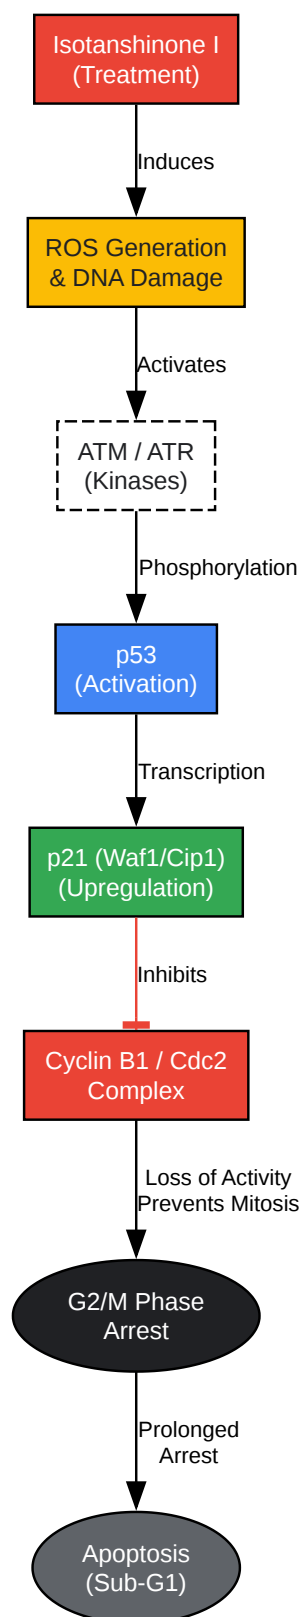 Isotanshinone I
(Treatment)
Induces
ROS Generation
& DNA Damage
Activates
ATM / ATR
(Kinases)
Phosphorylation
p53
(Activation)
Transcription
p21 (Waf1/Cip1)
(Upregulation)
Inhibits
Cyclin B1 / Cdc2
Complex
Loss of Activity
Prevents Mitosis
G2/M Phase
Arrest
Prolonged
Arrest
Apoptosis
(Sub-G1)